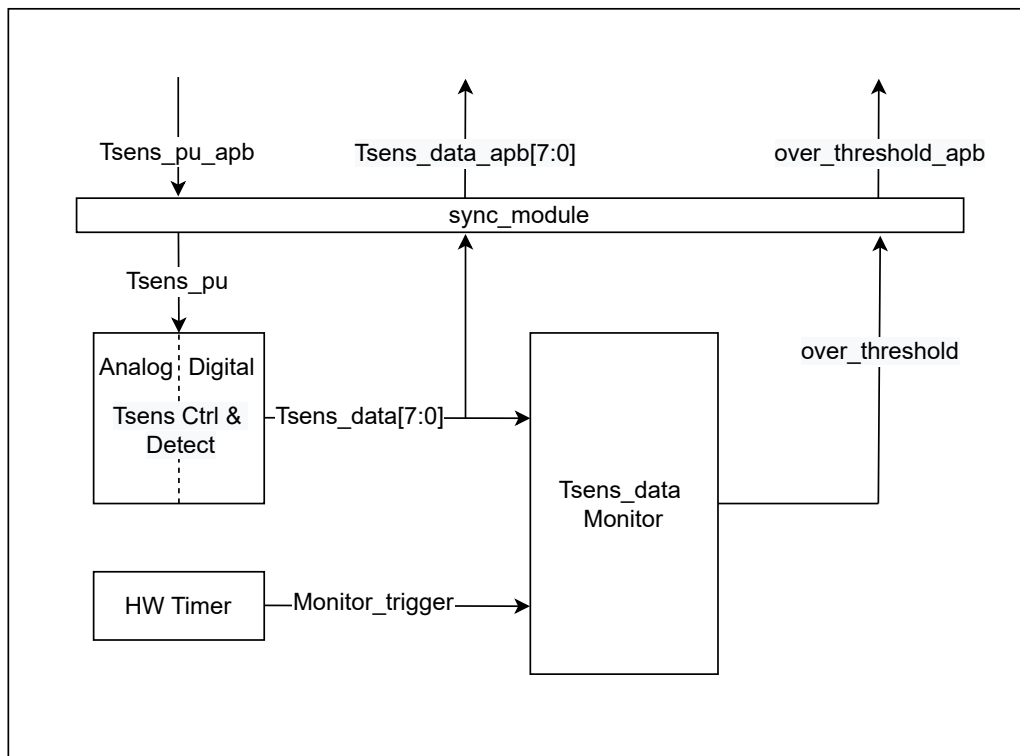 Tsens_pu_apb
Tsens_data_apb[7:0]
over_threshold_apb
sync_module
Tsens_pu
over_threshold
Analog
Digital
Tsens Ctrl &
Detect
Tsens_data[7:0]
Tsens_data
Monitor
HW Timer
Monitor_trigger